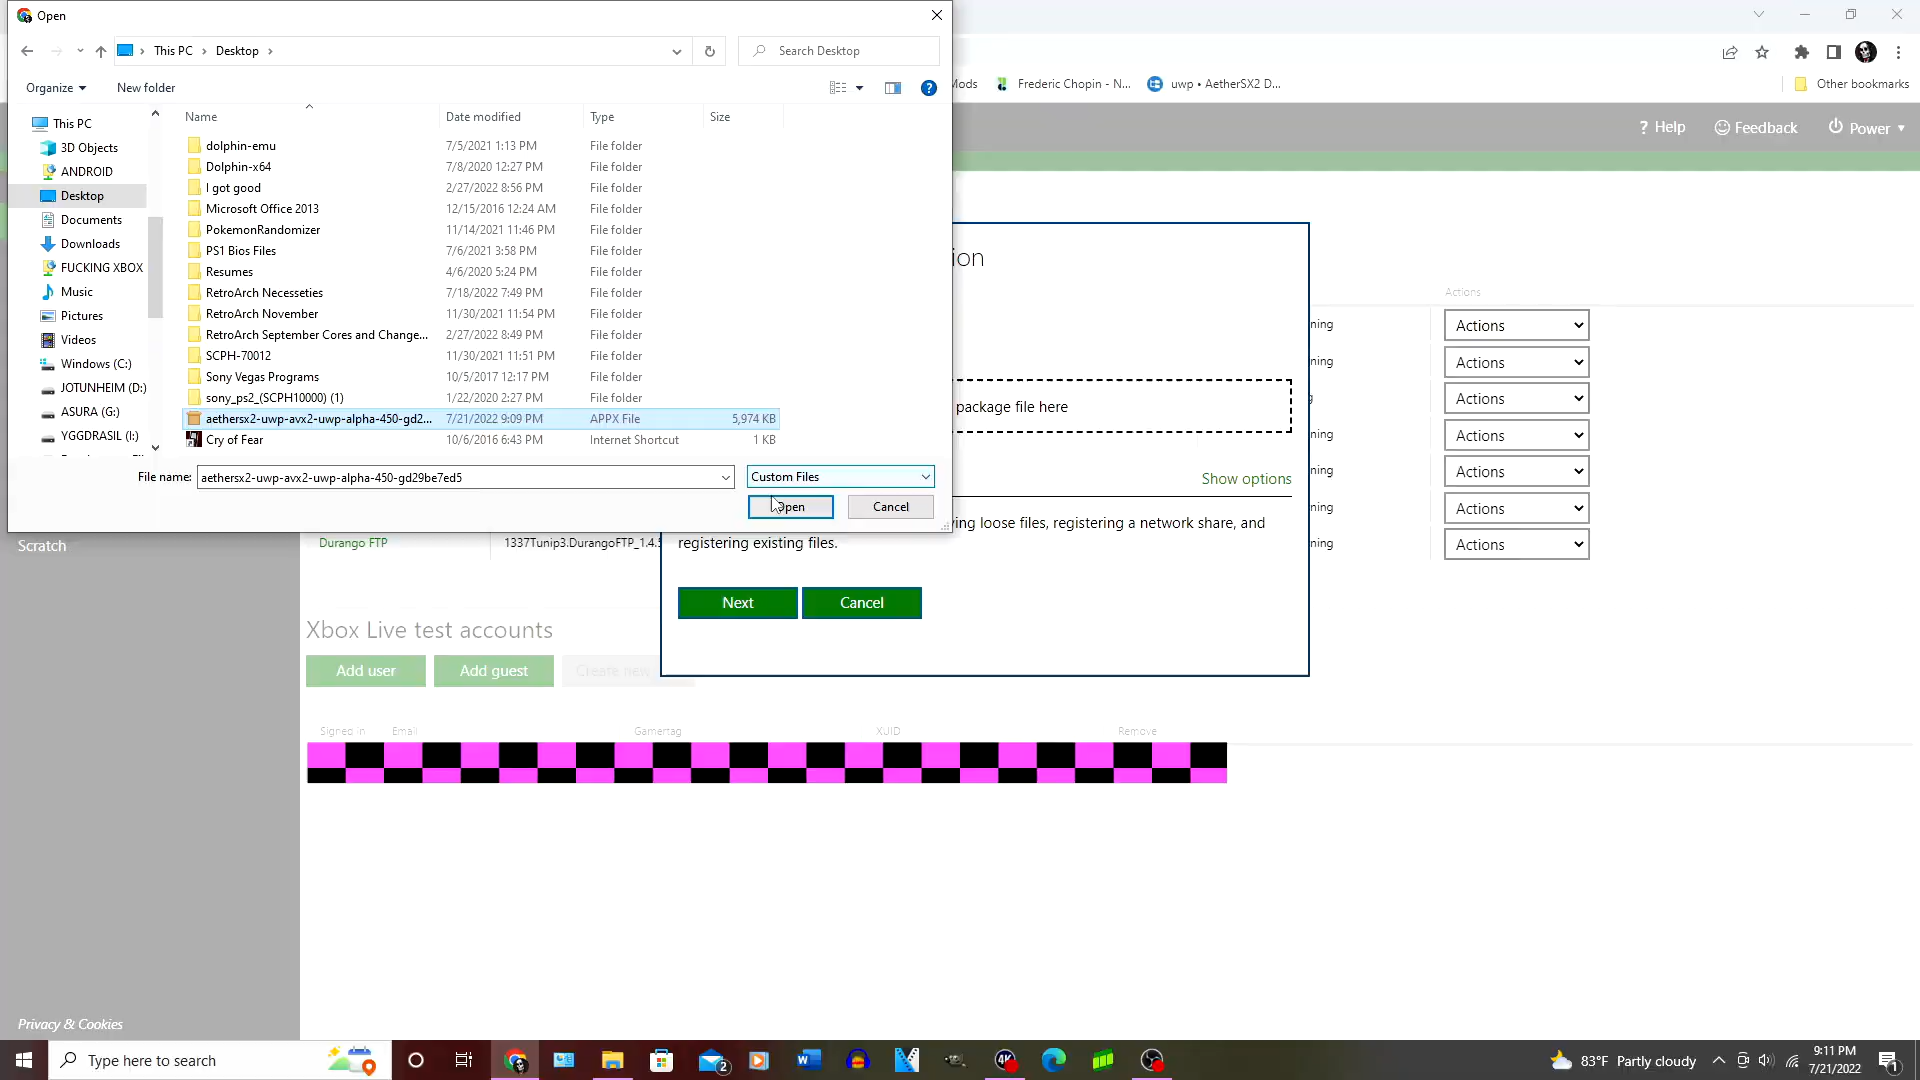 Open
This PC > Desktop >
Search Desktop
Organize
New folder
Mods
Frederic Chopin - N...
uwp • AetherSX2 D...
Other bookmarks
? Help
Feedback
Power
Name
Date modified
Type
Size
This PC
3D Objects
ANDROID
Desktop
Documents
Downloads
FUCKING XBOX
Music
Pictures
Videos
Windows (C:)
JOTUNHEIM (D:)
ASURA (G:)
YGGDRASIL (I:)
dolphin-emu 7/5/2021 1:13 PM File folder
Dolphin-x64 7/8/2020 12:27 PM File folder
I got good 2/27/2022 8:56 PM File folder
Microsoft Office 2013 12/15/2016 12:24 AM File folder
PokemonRandomizer 11/14/2021 11:46 PM File folder
PS1 Bios Files 7/6/2021 3:58 PM File folder
Resumes 4/6/2020 5:24 PM File folder
RetroArch Necesseties 7/18/2022 7:49 PM File folder
RetroArch November 11/30/2021 11:54 PM File folder
RetroArch September Cores and Change... 2/27/2022 8:49 PM File folder
SCPH-70012 11/30/2021 11:51 PM File folder
Sony Vegas Programs 10/5/2017 12:17 PM File folder
sony_ps2_(SCPH10000) (1) 1/22/2020 2:27 PM File folder
aethersx2-uwp-avx2-uwp-alpha-450-gd2... 7/21/2022 9:09 PM APPX File 5,974 KB
Cry of Fear 10/6/2016 6:43 PM Internet Shortcut 1 KB
File name: aethersx2-uwp-avx2-uwp-alpha-450-gd29be7ed5
Custom Files
Open
Cancel
ion
package file here
Show options
ing loose files, registering a network share, and
registering existing files.
Next
Cancel
Actions
ning Actions
ning Actions
g Actions
ning Actions
ning Actions
ning Actions
ning Actions
Scratch
Durango FTP
1337Tunip3.DurangoFTP_1.4.5
Xbox Live test accounts
Add user
Add guest
Create new
Signed in
Email
Gamertag
XUID
Remove
Privacy & Cookies
Type here to search
2
4K
83°F Partly cloudy
9:11 PM
7/21/2022
1